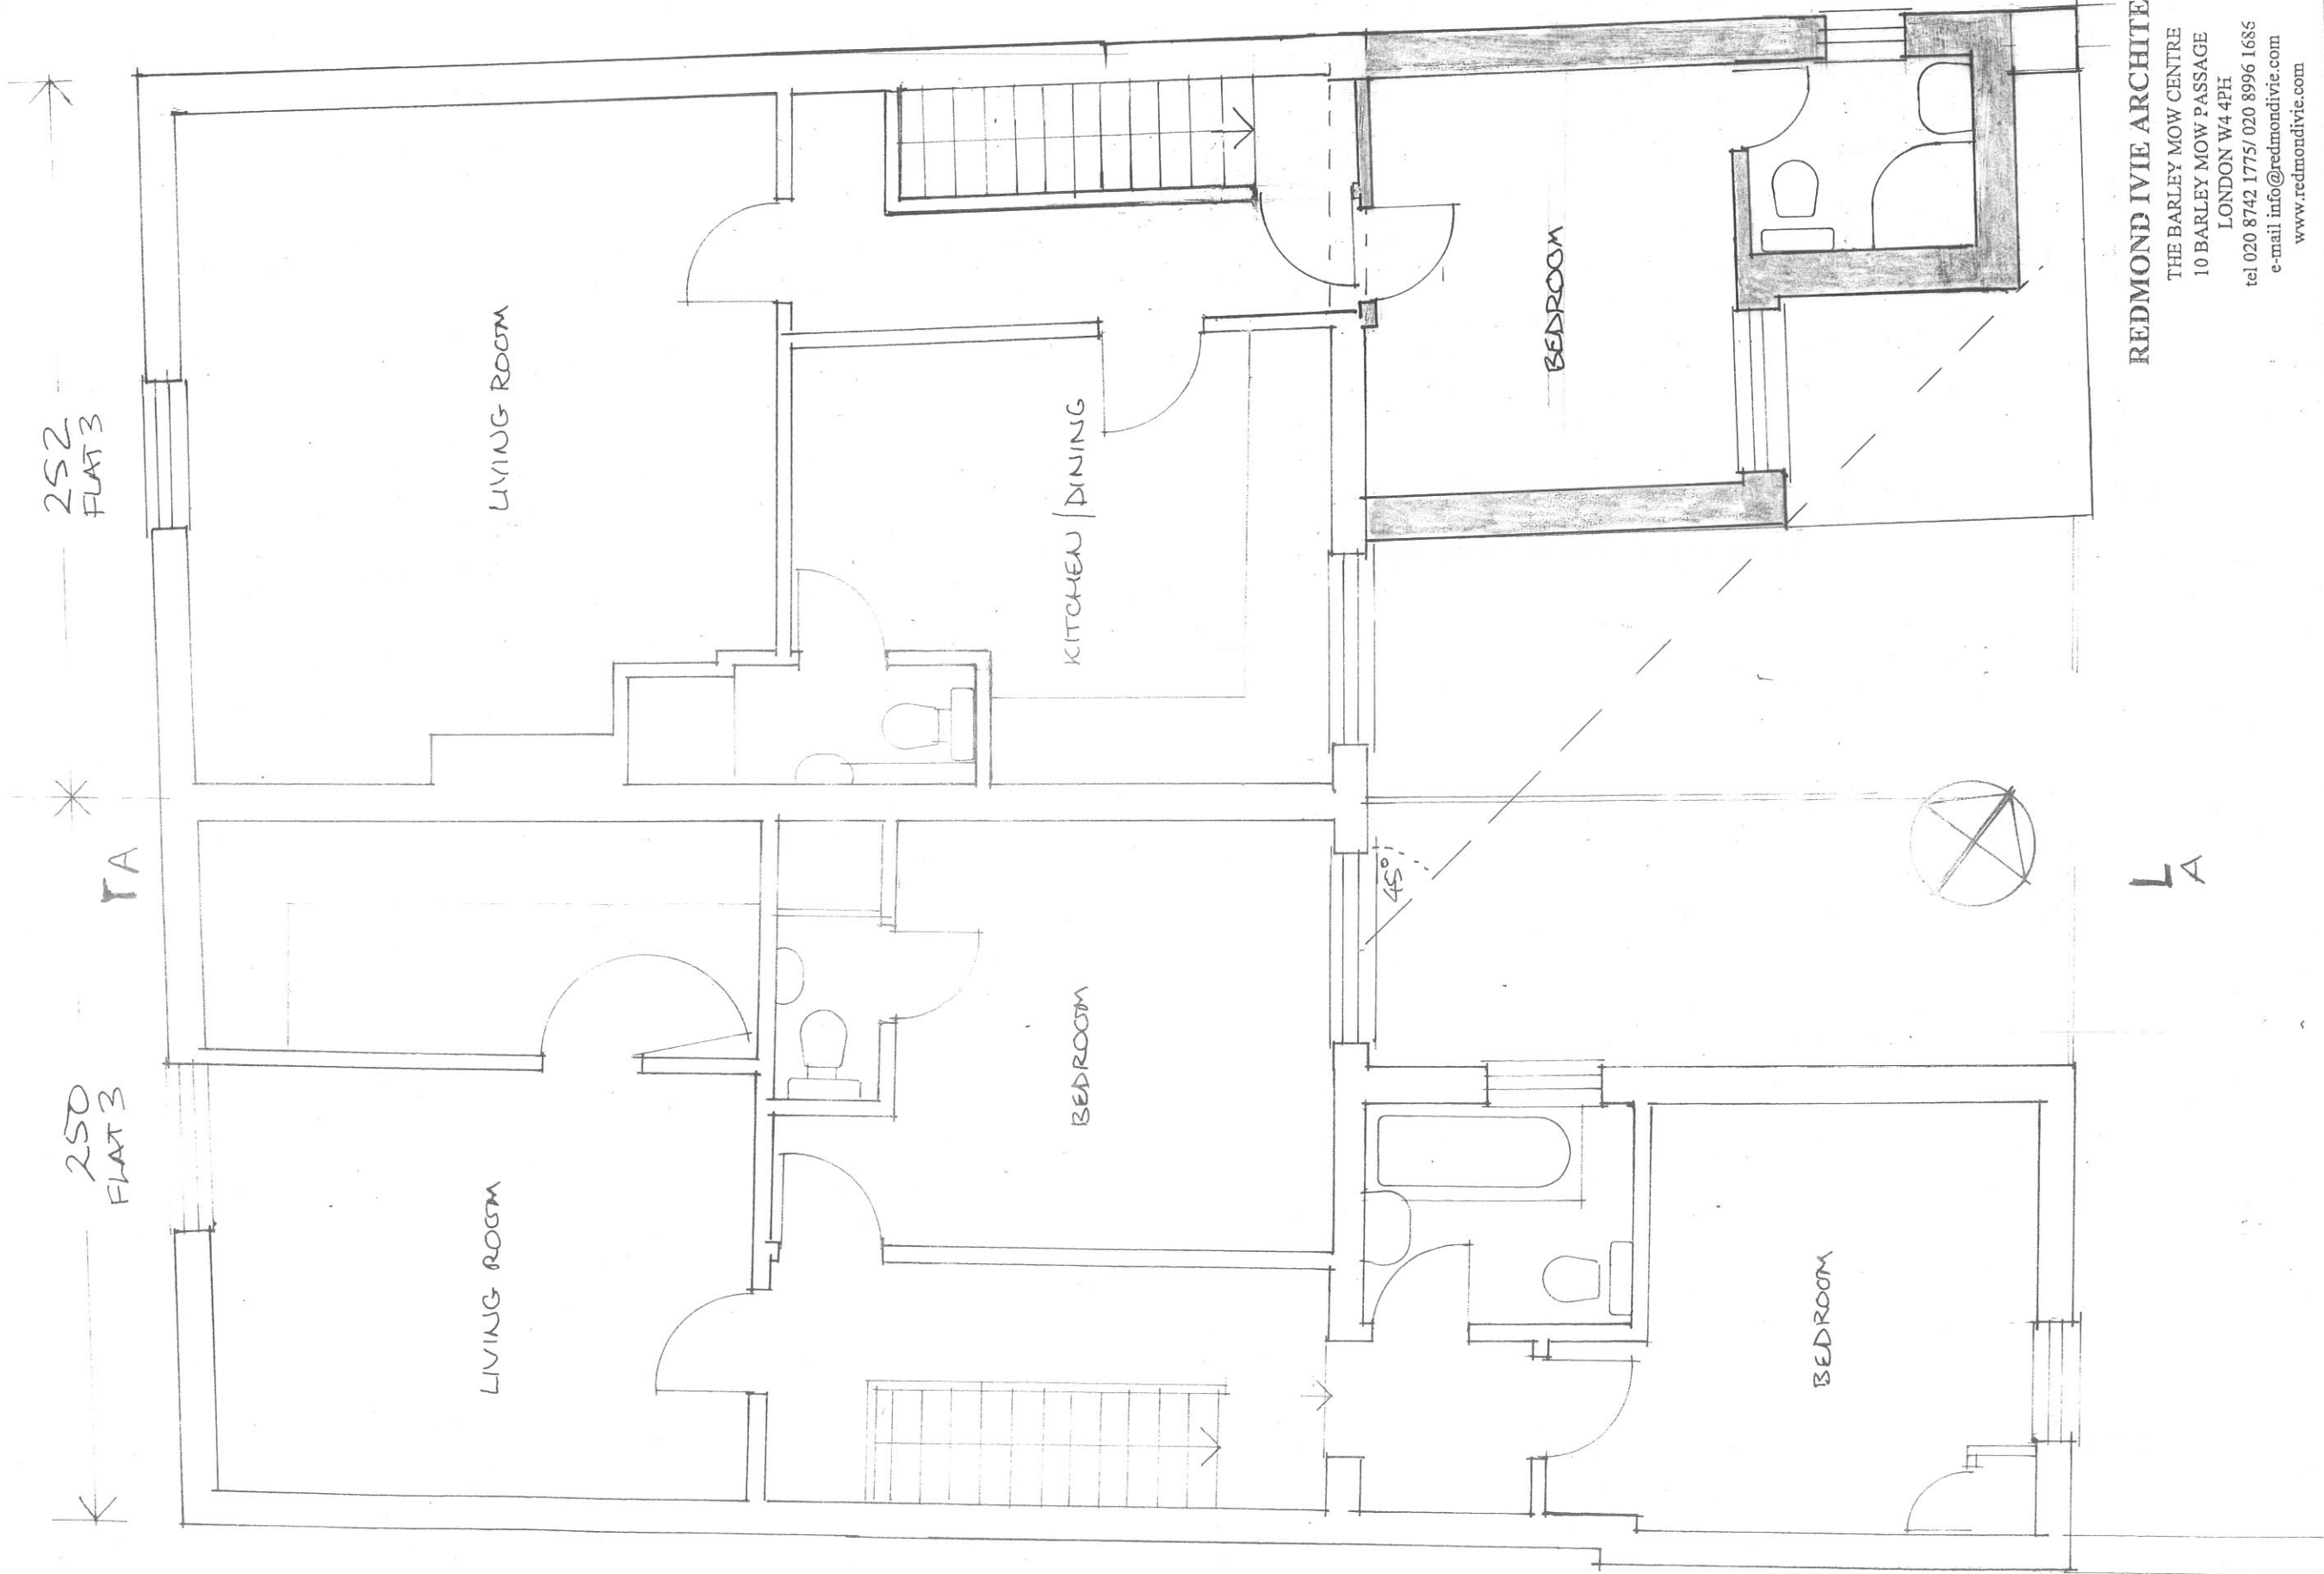 252
FLAT 3
LIVING ROOM
KITCHEN/DINING
BEDROOM
250
FLAT 3
LIVING ROOM
BEDROOM
BEDROOM
45°
A
A
REDMOND IVIE ARCHITE
THE BARLEY MOW CENTRE
10 BARLEY MOW PASSAGE
LONDON W4 4PH
tel 020 8742 1775/ 020 8996 1686
e-mail info@redmondivie.com
www.redmondivie.com